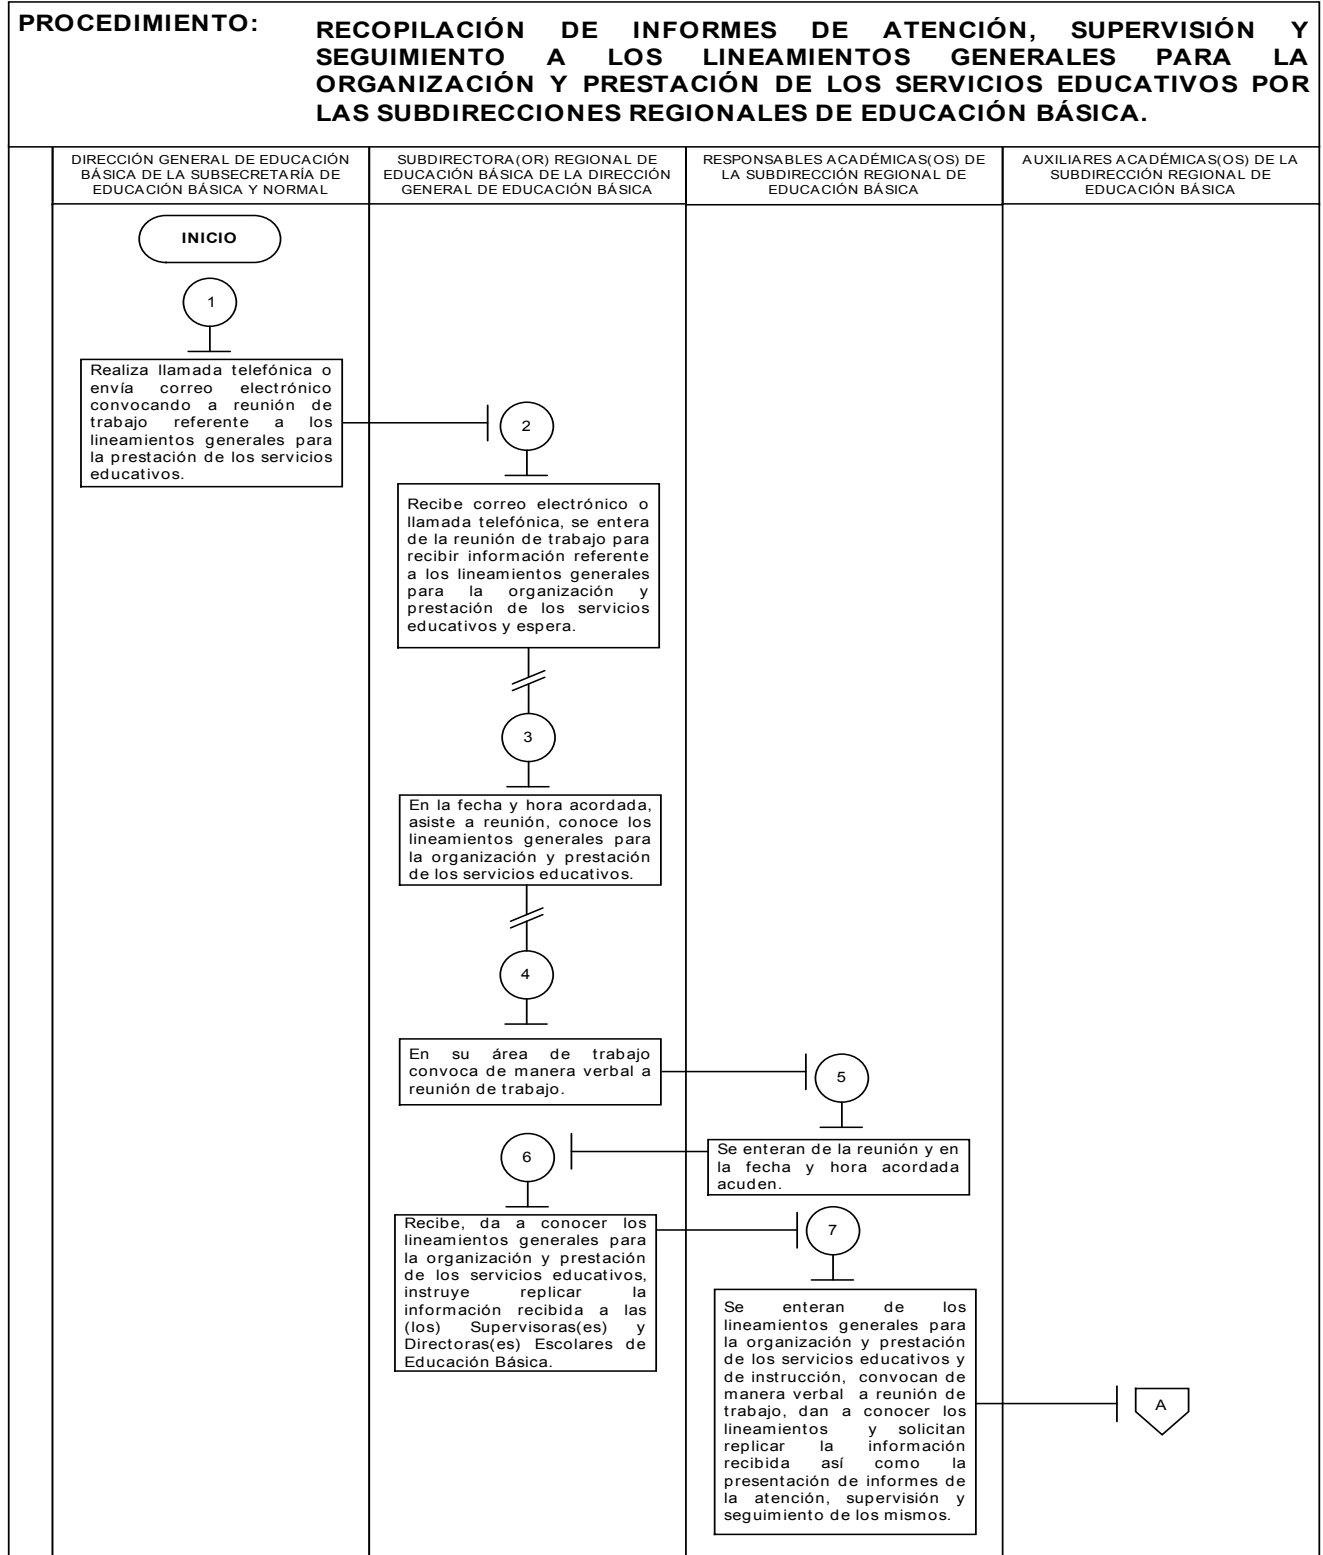 PROCEDIMIENTO:
RECOPILACIÓN DE INFORMES DE ATENCIÓN, SUPERVISIÓN Y
SEGUIMIENTO A LOS LINEAMIENTOS GENERALES PARA LA
ORGANIZACIÓN Y PRESTACIÓN DE LOS SERVICIOS EDUCATIVOS POR
LAS SUBDIRECCIONES REGIONALES DE EDUCACIÓN BÁSICA.
DIRECCIÓN GENERAL DE EDUCACIÓN
BÁSICA DE LA SUBSECRETARÍA DE
EDUCACIÓN BÁSICA Y NORMAL
SUBDIRECTORA(OR) REGIONAL DE
EDUCACIÓN BÁSICA DE LA DIRECCIÓN
GENERAL DE EDUCACIÓN BÁSICA
RESPONSABLES ACADÉMICAS(OS) DE
LA SUBDIRECCIÓN REGIONAL DE
EDUCACIÓN BÁSICA
AUXILIARES ACADÉMICAS(OS) DE LA
SUBDIRECCIÓN REGIONAL DE
EDUCACIÓN BÁSICA
INICIO
1
Realiza llamada telefónica o
envía correo electrónico
convocando a reunión de
trabajo referente a los
lineamientos generales para
la prestación de los servicios
educativos.
2
Recibe correo electrónico o
llamada telefónica, se entera
de la reunión de trabajo para
recibir información referente
a los lineamientos generales
para la organización y
prestación de los servicios
educativos y espera.
3
En la fecha y hora acordada,
asiste a reunión, conoce los
lineamientos generales para
la organización y prestación
de los servicios educativos.
4
En su área de trabajo
convoca de manera verbal a
reunión de trabajo.
5
Se enteran de la reunión y en
la fecha y hora acordada
acuden.
6
Recibe, da a conocer los
lineamientos generales para
la organización y prestación
de los servicios educativos,
instruye replicar la
información recibida a las
(los) Supervisoras(es) y
Directoras(es) Escolares de
Educación Básica.
7
Se enteran de los
lineamientos generales para
la organización y prestación
de los servicios educativos y
de instrucción, convocan de
manera verbal a reunión de
trabajo, dan a conocer los
lineamientos y solicitan
replicar la información
recibida así como la
presentación de informes de
la atención, supervisión y
seguimiento de los mismos.
A